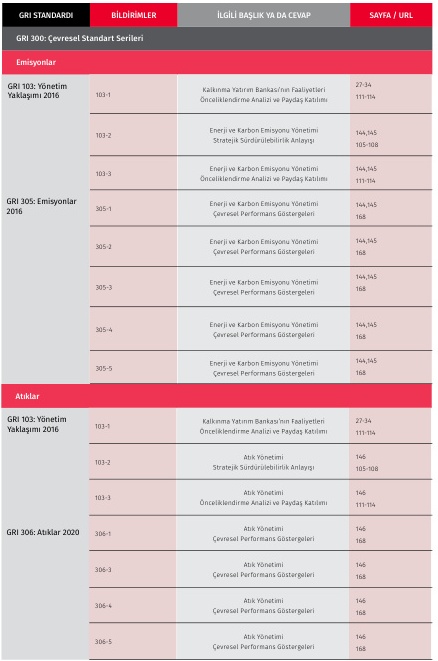 GRI STANDARDI BİLDİRİMLER İLGİLİ BAŞLIK YA DA CEVAP SAYFA / URL
GRI 300: Çevresel Standart Serileri
Emisyonlar
GRI 103: Yönetim
Yaklaşımı 2016
103-1
Kalkınma Yatırım Bankası'nın Faaliyetleri
Önceliklendirme Analizi ve Paydaş Katılımı
27-34
111-114
103-2
Enerji ve Karbon Emisyonu Yönetimi
Stratejik Sürdürülebilirlik Anlayışı
144,145
105-108
103-3
Enerji ve Karbon Emisyonu Yönetimi
Önceliklendirme Analizi ve Paydaş Katılımı
144,145
111-114
GRI 305: Emisyonlar
2016
305-1
Enerji ve Karbon Emisyonu Yönetimi
Çevresel Performans Göstergeleri
144,145
168
305-2
Enerji ve Karbon Emisyonu Yönetimi
Çevresel Performans Göstergeleri
144,145
168
305-3
Enerji ve Karbon Emisyonu Yönetimi
Çevresel Performans Göstergeleri
144,145
168
305-4
Enerji ve Karbon Emisyonu Yönetimi
Çevresel Performans Göstergeleri
144,145
168
305-5
Enerji ve Karbon Emisyonu Yönetimi
Çevresel Performans Göstergeleri
144,145
168
Atıklar
GRI 103: Yönetim
Yaklaşımı 2016
103-1
Kalkınma Yatırım Bankası'nın Faaliyetleri
Önceliklendirme Analizi ve Paydaş Katılımı
27-34
111-114
103-2
Atık Yönetimi
Stratejik Sürdürülebilirlik Anlayışı
146
105-108
103-3
Atık Yönetimi
Önceliklendirme Analizi ve Paydaş Katılımı
146
111-114
GRI 306: Atıklar 2020
306-1
Atık Yönetimi
Çevresel Performans Göstergeleri
146
168
306-3
Atık Yönetimi
Çevresel Performans Göstergeleri
146
168
306-4
Atık Yönetimi
Çevresel Performans Göstergeleri
146
168
306-5
Atık Yönetimi
Çevresel Performans Göstergeleri
146
168